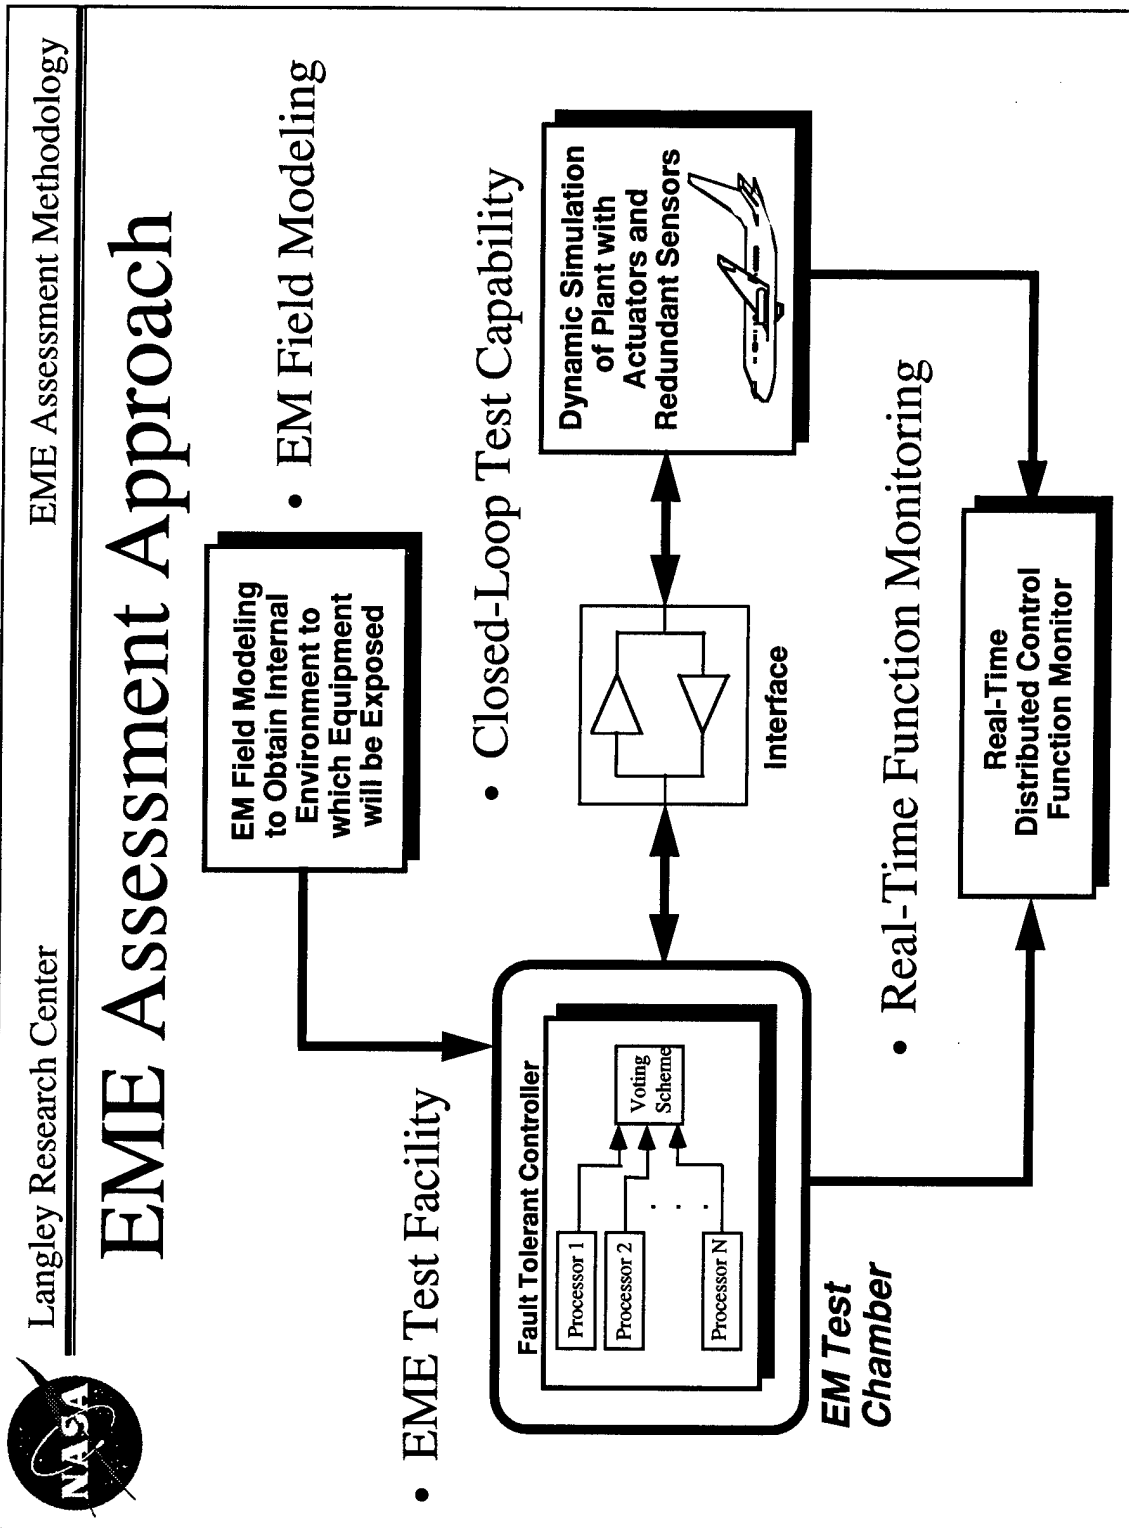 NASA
Langley Research Center
EME Assessment Methodology
EME Assessment Approach
EM Field Modeling
to Obtain Internal
Environment to
which Equipment
will be Exposed
• EM Field Modeling
• EME Test Facility
• Closed-Loop Test Capability
Fault Tolerant Controller
Processor 1
Processor 2
. . .
Processor N
Voting
Scheme
EM Test
Chamber
Interface
Dynamic Simulation
of Plant with
Actuators and
Redundant Sensors
• Real-Time Function Monitoring
Real-Time
Distributed Control
Function Monitor